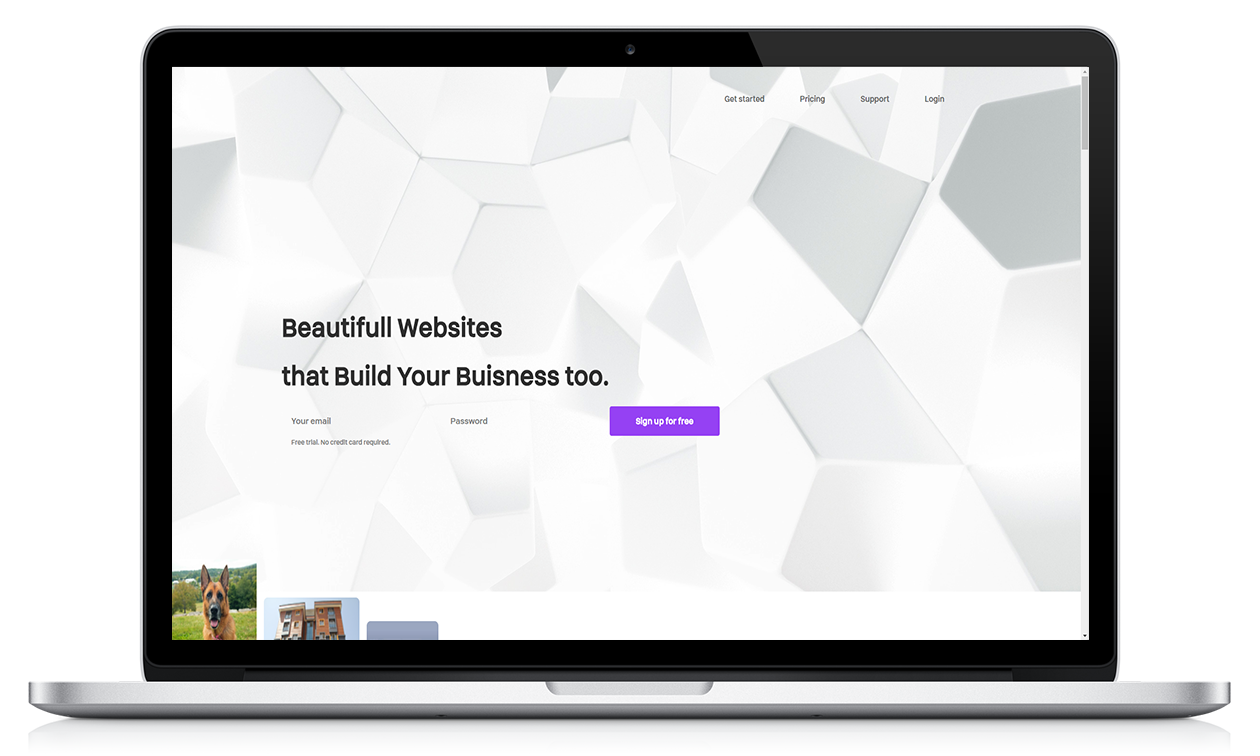 Get started Pricing Support Login
Beautifull Websites
that Build Your Buisness too.
Your email Password Sign up for free
Free trial. No credit card required.